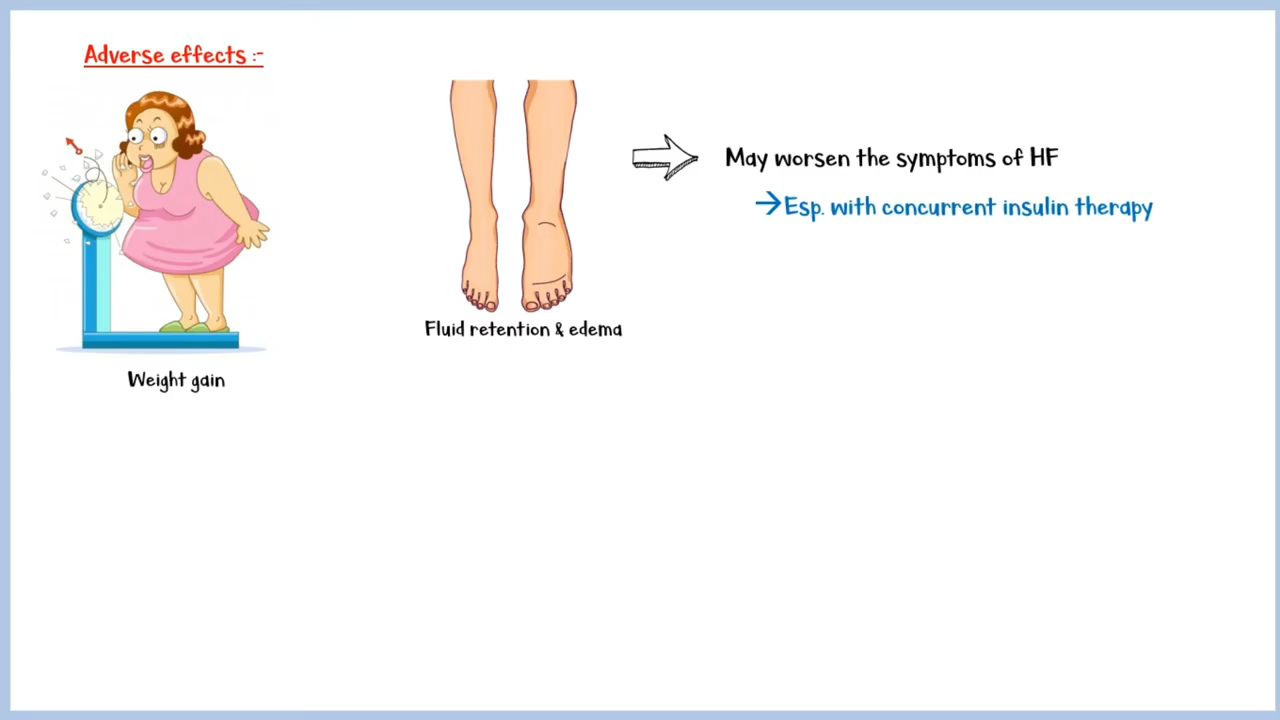 Adverse effects :-
May worsen the symptoms of HF
→Esp. with concurrent insulin therapy
Fluid retention & edema
Weight gain